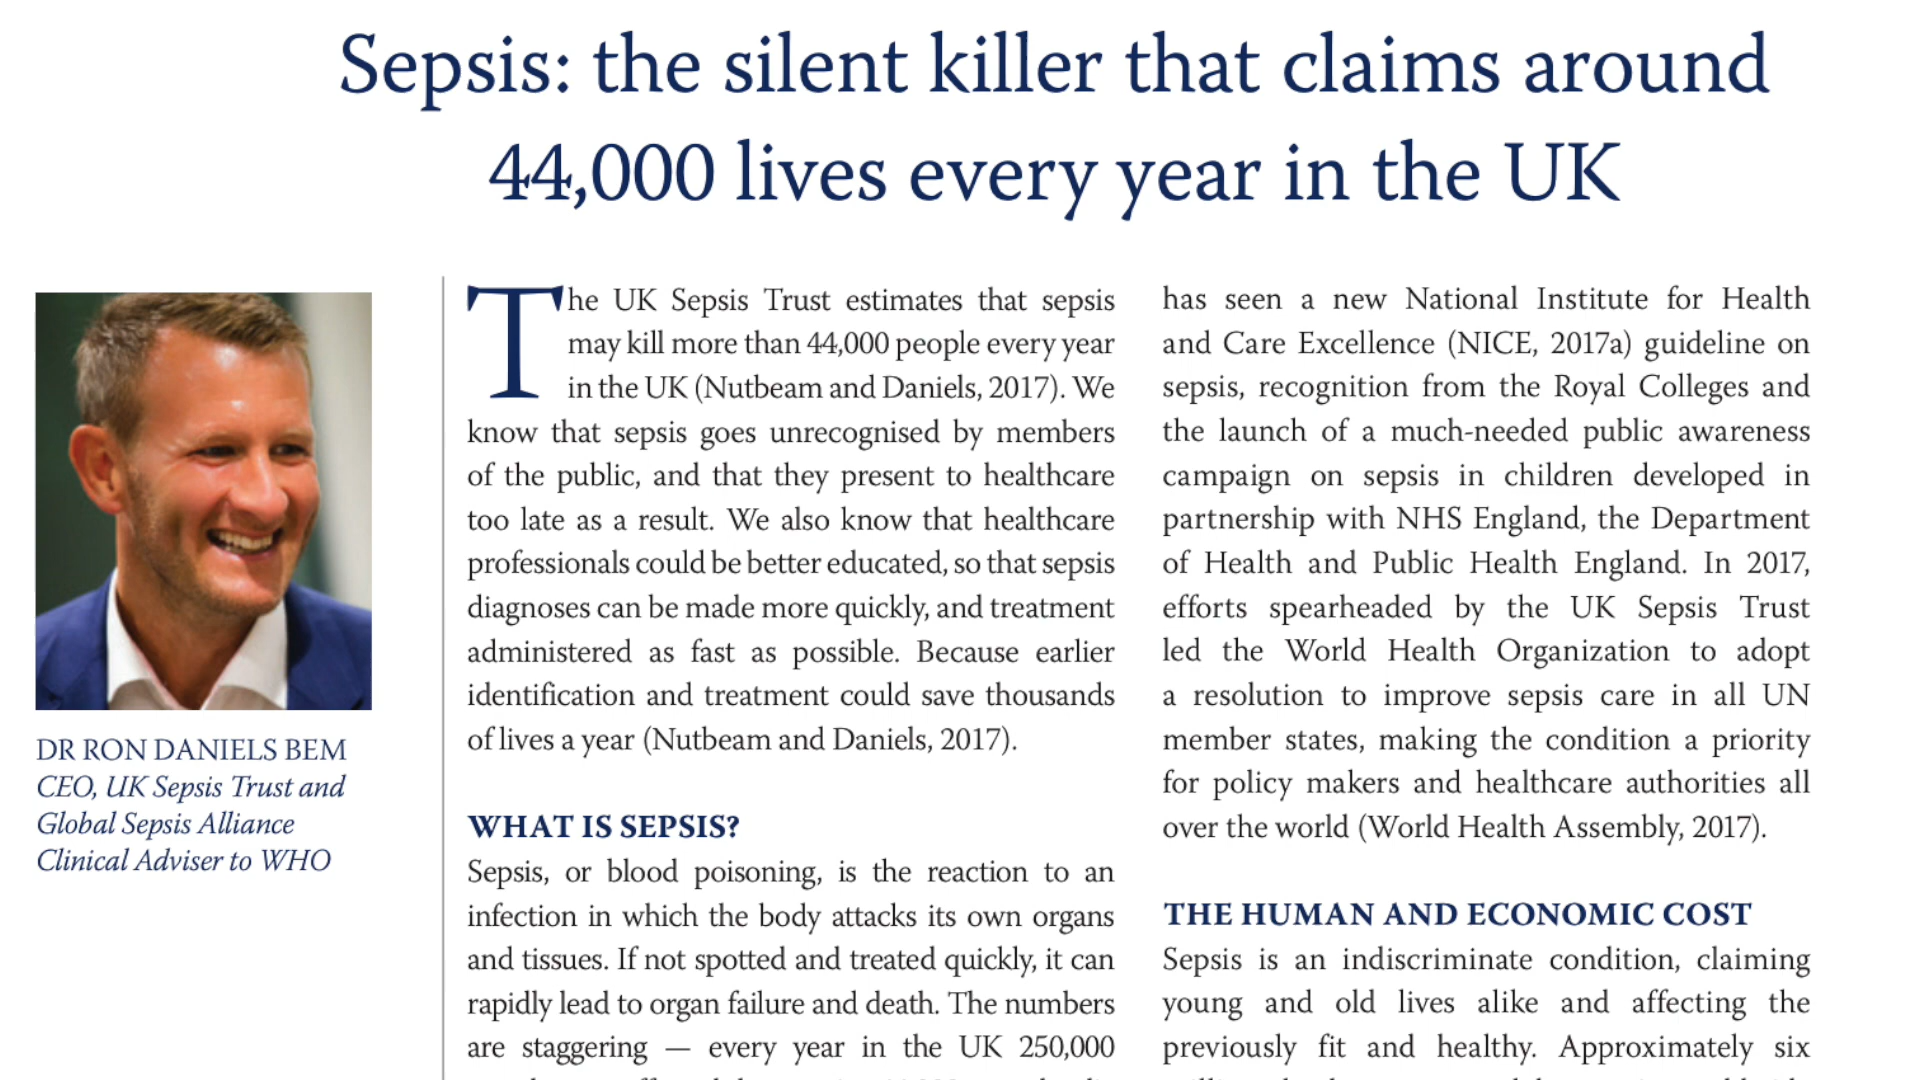 Sepsis: the silent killer that claims around
44,000 lives every year in the UK
DR RON DANIELS BEM
CEO, UK Sepsis Trust and
Global Sepsis Alliance
Clinical Adviser to WHO
The UK Sepsis Trust estimates that sepsis
may kill more than 44,000 people every year
in the UK (Nutbeam and Daniels, 2017). We
know that sepsis goes unrecognised by members
of the public, and that they present to healthcare
too late as a result. We also know that healthcare
professionals could be better educated, so that sepsis
diagnoses can be made more quickly, and treatment
administered as fast as possible. Because earlier
identification and treatment could save thousands
of lives a year (Nutbeam and Daniels, 2017).
WHAT IS SEPSIS?
Sepsis, or blood poisoning, is the reaction to an
infection in which the body attacks its own organs
and tissues. If not spotted and treated quickly, it can
rapidly lead to organ failure and death. The numbers
are staggering — every year in the UK 250,000
has seen a new National Institute for Health
and Care Excellence (NICE, 2017a) guideline on
sepsis, recognition from the Royal Colleges and
the launch of a much-needed public awareness
campaign on sepsis in children developed in
partnership with NHS England, the Department
of Health and Public Health England. In 2017,
efforts spearheaded by the UK Sepsis Trust
led the World Health Organization to adopt
a resolution to improve sepsis care in all UN
member states, making the condition a priority
for policy makers and healthcare authorities all
over the world (World Health Assembly, 2017).
THE HUMAN AND ECONOMIC COST
Sepsis is an indiscriminate condition, claiming
young and old lives alike and affecting the
previously fit and healthy. Approximately six